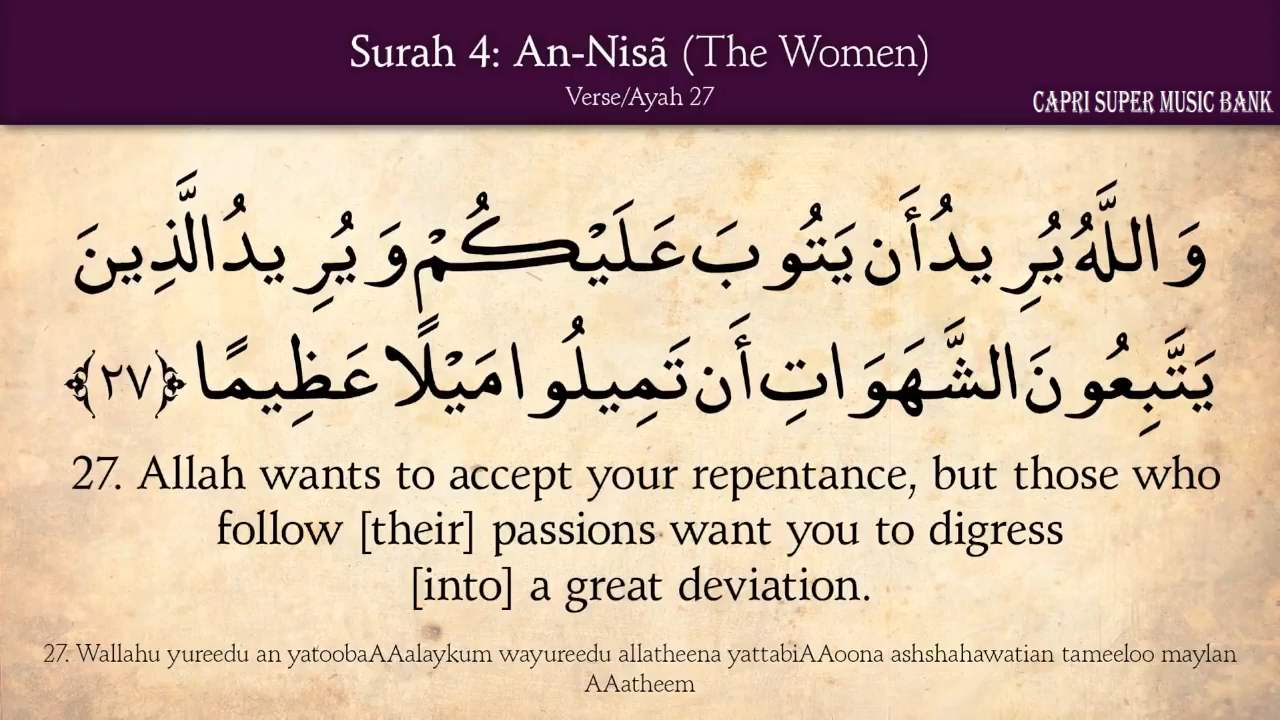 Surah 4: An-Nisã (The Women)
Verse/Ayah 27
CAPRI SUPER MUSIC BANK
وَاللَّهُ يُرِيدُ أَن يَتُوبَ عَلَيْكُمْ وَيُرِيدُ الَّذِينَ
يَتَّبِعُونَ الشَّهَوَاتِ أَن تَمِيلُوا مَيْلًا عَظِيمًا ﴿٢٧﴾
27. Allah wants to accept your repentance, but those who
follow [their] passions want you to digress
[into] a great deviation.
27. Wallahu yureedu an yatoobaAAalaykum wayureedu allatheena yattabiAAoona ashshahawatian tameeloo maylan
AAatheem